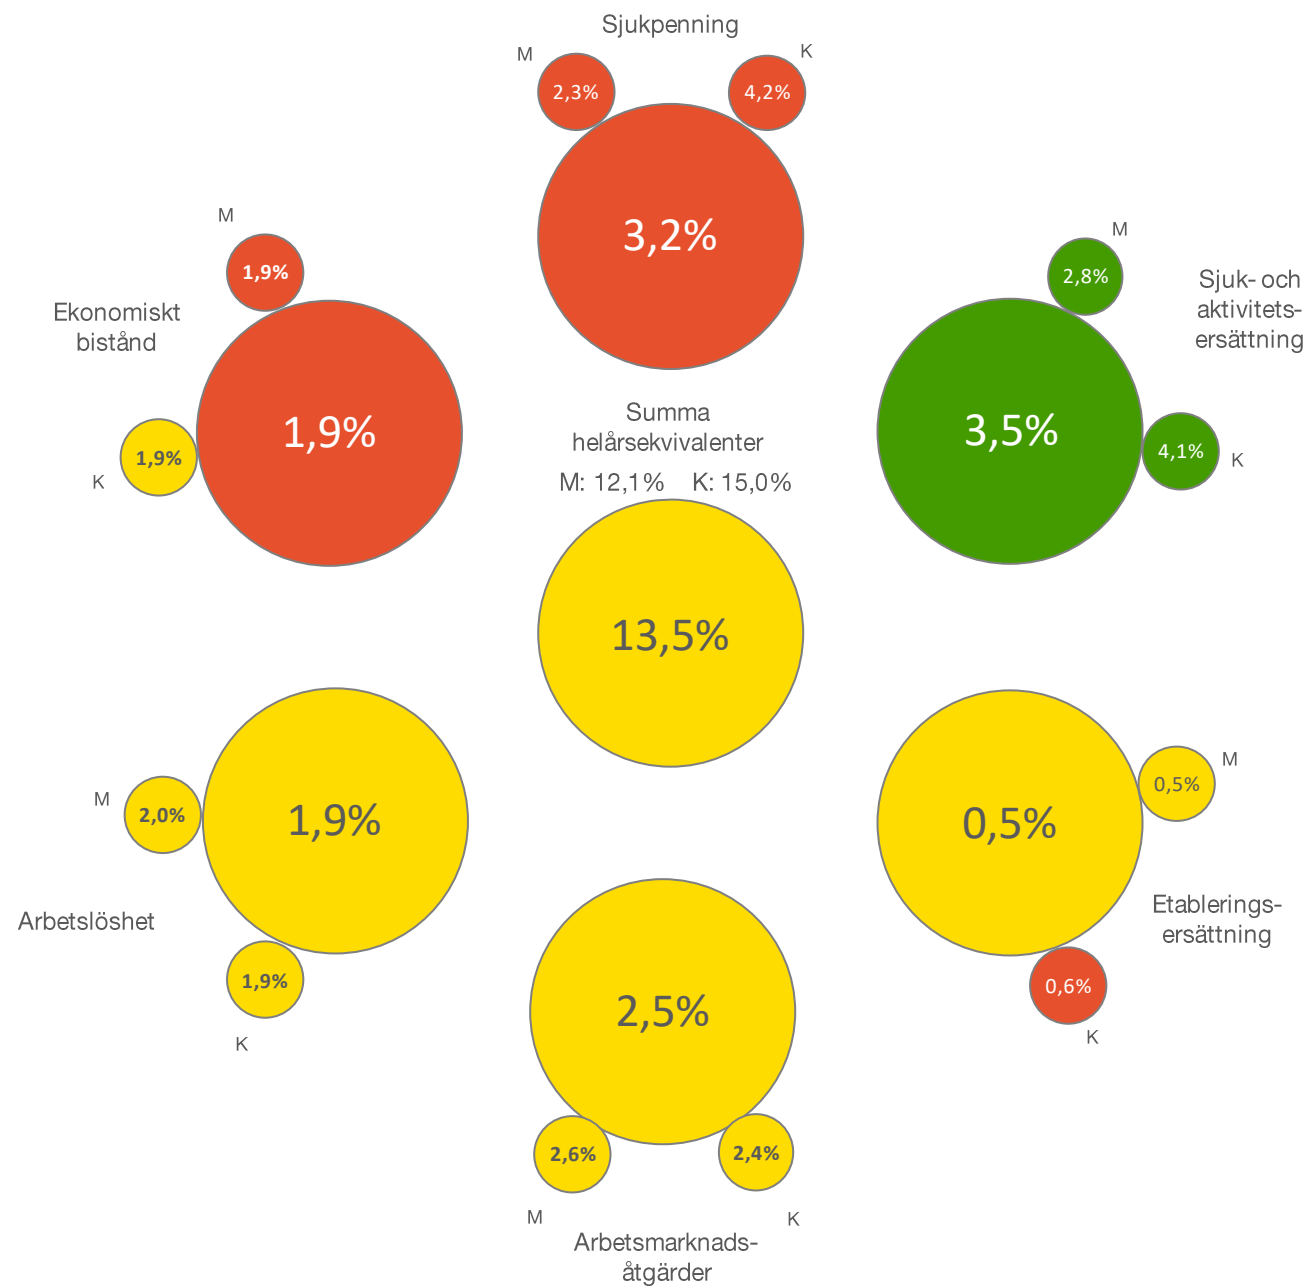 Sjukpenning
M
K
2,3%
4,2%
3,2%
M
1,9%
Ekonomiskt
bistånd
1,9%
1,9%
K
M
2,8%
Sjuk- och
aktivitets-
ersättning
3,5%
4,1%
K
Summa
helårsekvivalenter
M: 12,1% K: 15,0%
13,5%
M
2,0%
1,9%
Arbetslöshet
1,9%
K
M
0,5%
0,5%
Etablerings-
ersättning
0,6%
K
2,5%
2,6%
2,4%
M
K
Arbetsmarknads-
åtgärder